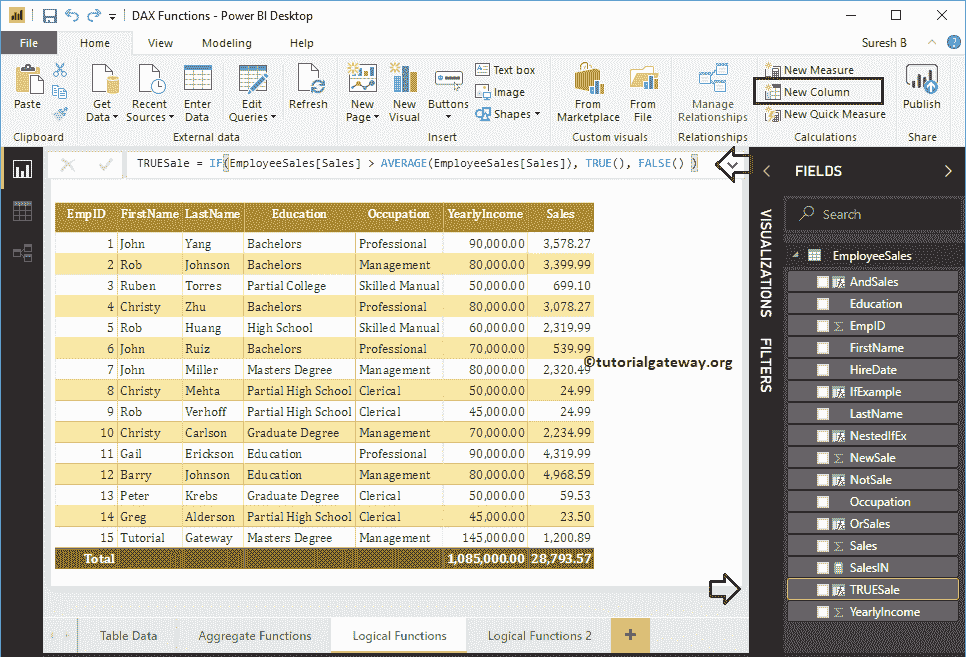 DAX Functions - Power BI Desktop
File Home View Modeling Help Suresh B
Paste
Clipboard
Get Data
Recent Sources
Enter Data
Edit Queries
External data
Refresh
New Page
New Visual
Buttons
Text box
Image
Shapes
Insert
From Marketplace
From File
Custom visuals
Manage Relationships
Relationships
New Measure
New Column
New Quick Measure
Calculations
Publish
Share
TRUESale = IF(EmployeeSales[Sales] > AVERAGE(EmployeeSales[Sales]), TRUE(), FALSE() )
EmpID FirstName LastName Education Occupation YearlyIncome Sales
1 John Yang Bachelors Professional 90,000.00 3,578.27
2 Rob Johnson Bachelors Management 80,000.00 3,399.99
3 Ruben Torres Partial College Skilled Manual 50,000.00 699.10
4 Christy Zhu Bachelors Professional 80,000.00 3,078.27
5 Rob Huang High School Skilled Manual 60,000.00 2,319.99
6 John Ruiz Bachelors Professional 70,000.00 539.99
7 John Miller Masters Degree Management 80,000.00 2,320.49
8 Christy Mehta Partial High School Clerical 50,000.00 24.99
9 Rob Verhoff Partial High School Clerical 45,000.00 24.99
10 Christy Carlson Graduate Degree Management 70,000.00 2,234.99
11 Gail Erickson Education Professional 90,000.00 4,319.99
12 Barry Johnson Education Management 80,000.00 4,968.59
13 Peter Krebs Graduate Degree Clerical 50,000.00 59.53
14 Greg Alderson Partial High School Clerical 45,000.00 23.50
15 Tutorial Gateway Masters Degree Management 145,000.00 1,200.89
Total 1,085,000.00 28,793.57
©tutorialgateway.org
VISUALIZATIONS
FILTERS
FIELDS
Search
EmployeeSales
AndSales
Education
EmpID
FirstName
HireDate
IfExample
LastName
NestedIfEx
NewSale
NotSale
Occupation
OrSales
Sales
SalesIN
TRUESale
YearlyIncome
Table Data Aggregate Functions Logical Functions Logical Functions 2 +